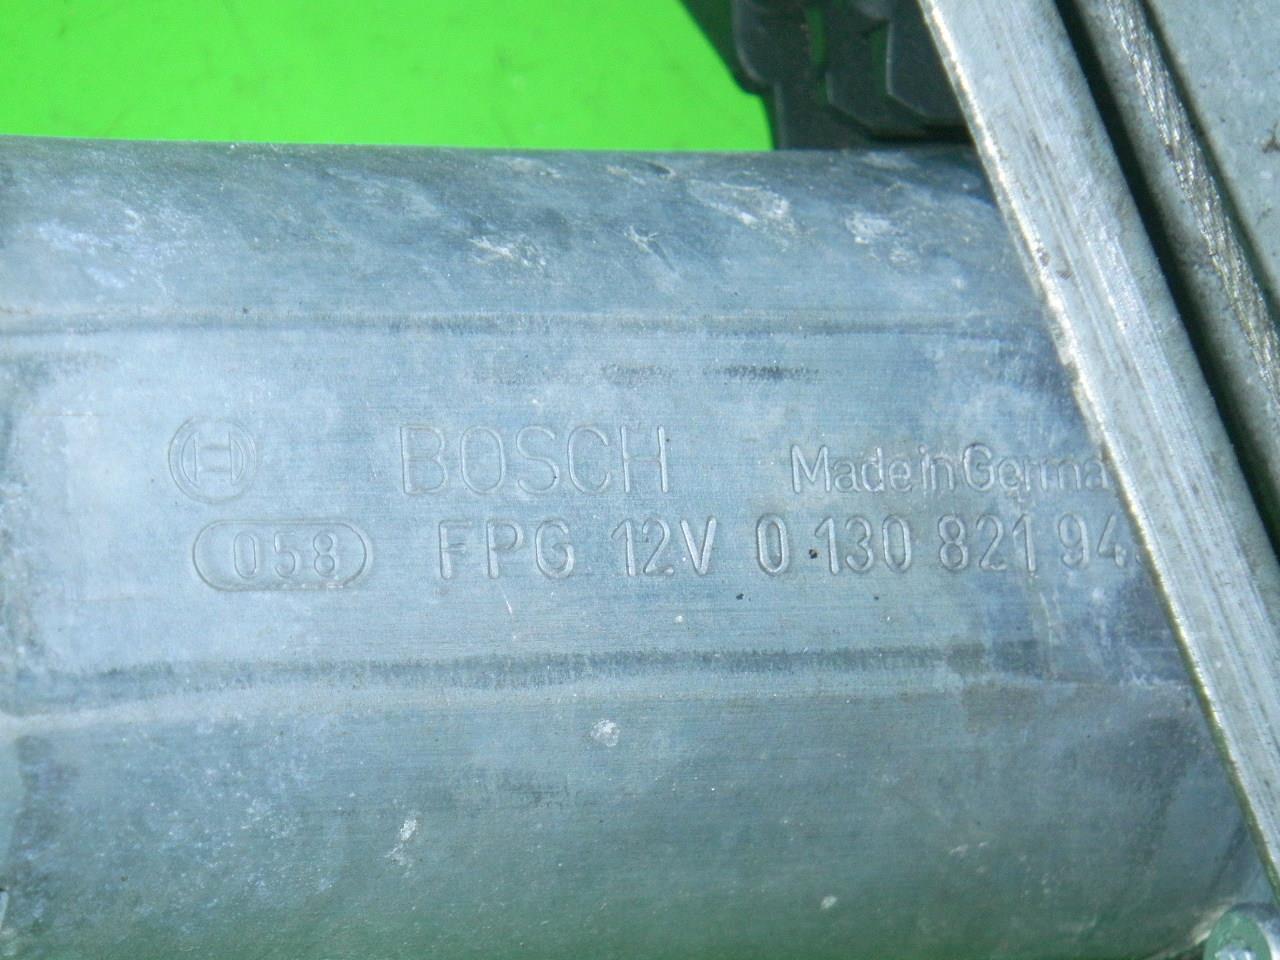 BOSCH Made in Germa
058 FPG 12V 0 130 821 94